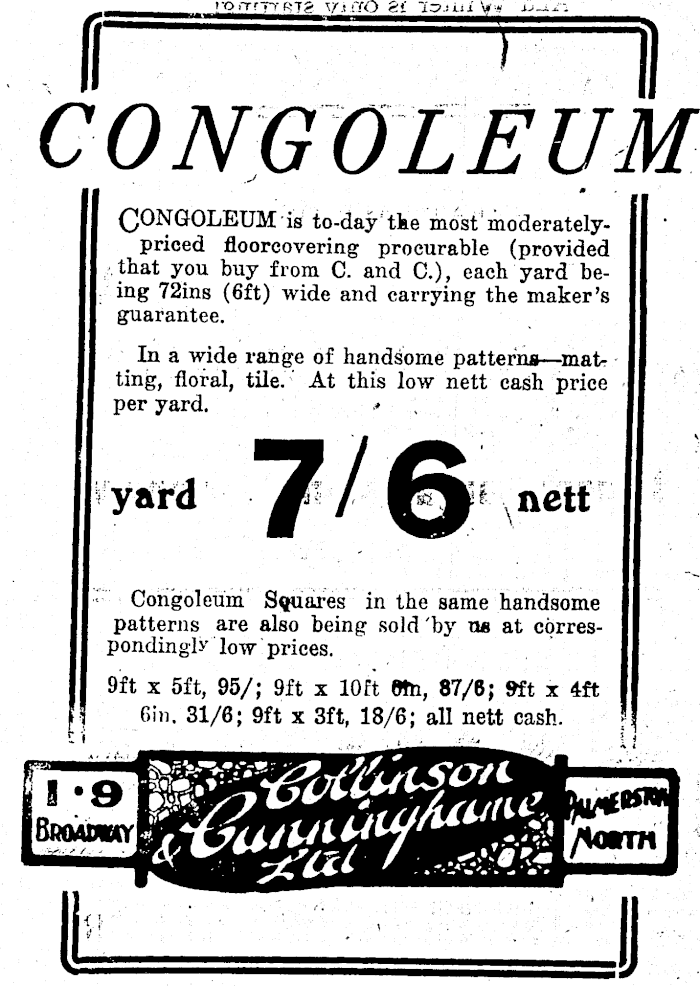 CONGOLEUM
CONGOLEUM is to-day the most moderately-
priced floorcovering procurable (provided
that you buy from C. and C.), each yard be-
ing 72ins (6ft) wide and carrying the maker's
guarantee.
In a wide range of handsome patterns—mat-
ting, floral, tile. At this low nett cash price
per yard.
yard 7/6 nett
Congoleum Squares in the same handsome
patterns are also being sold by us at corres-
pondingly low prices.
9ft x 5ft, 95/; 9ft x 10ft 6in, 87/6; 9ft x 4ft
6in. 31/6; 9ft x 3ft, 18/6; all nett cash.
1·9
BROADWAY
Collinson
& Cunninghame
Ltd
PALMERSTON
NORTH